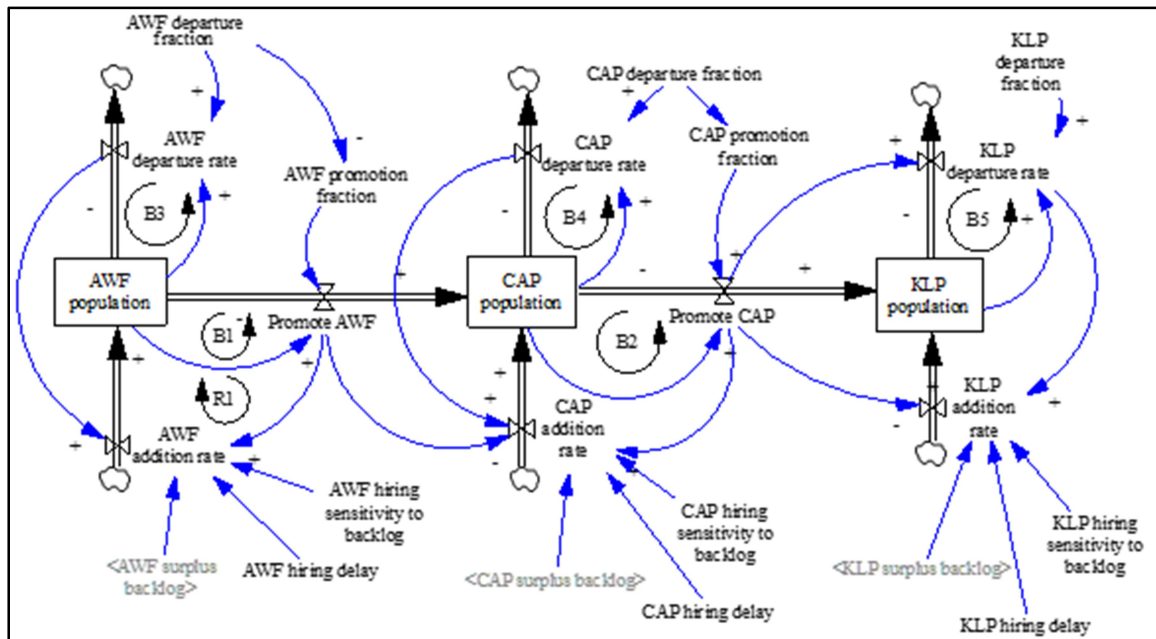 AWF departure
fraction
KLP
departure
fraction
CAP departure fraction
+
+
+
-
AWF
departure rate
CAP
departure rate
CAP promotion
fraction
KLP
departure rate
+
AWF promotion
fraction
-
B3
+
-
B4
+
-
B5
+
AWF
population
+
CAP
population
-
+
+
KLP
population
-
B1
Promote AWF
B2
Promote CAP
+
+
+
+
+
R1
+
+
KLP
addition
rate
+
+
AWF
addition rate
+
-
CAP
addition
rate
-
AWF hiring
sensitivity to
backlog
CAP hiring
sensitivity to
backlog
KLP hiring
sensitivity to
backlog
<AWF surplus
backlog>
AWF hiring delay
<CAP surplus backlog>
<KLP surplus backlog>
CAP hiring delay
KLP hiring delay